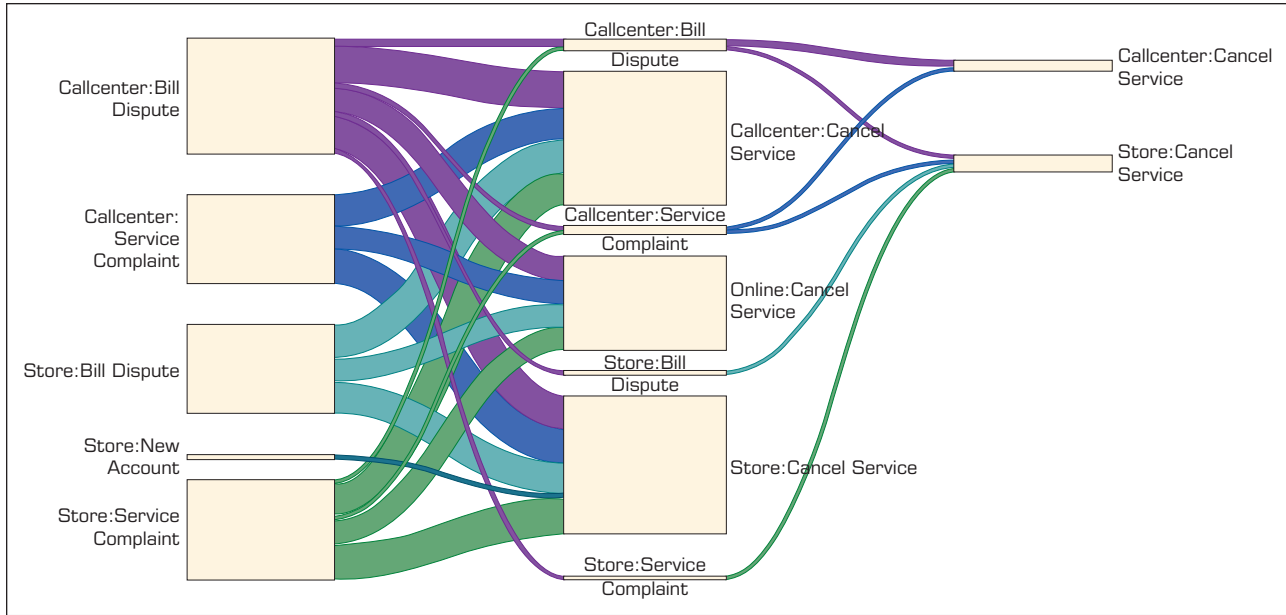 Callcenter:Bill
Dispute
Callcenter:
Service
Complaint
Store:Bill Dispute
Store:New
Account
Store:Service
Complaint
Callcenter:Bill
Dispute
Callcenter:Cancel
Service
Callcenter:Service
Complaint
Online:Cancel
Service
Store:Bill
Dispute
Store:Cancel Service
Store:Service
Complaint
Callcenter:Cancel
Service
Store:Cancel
Service